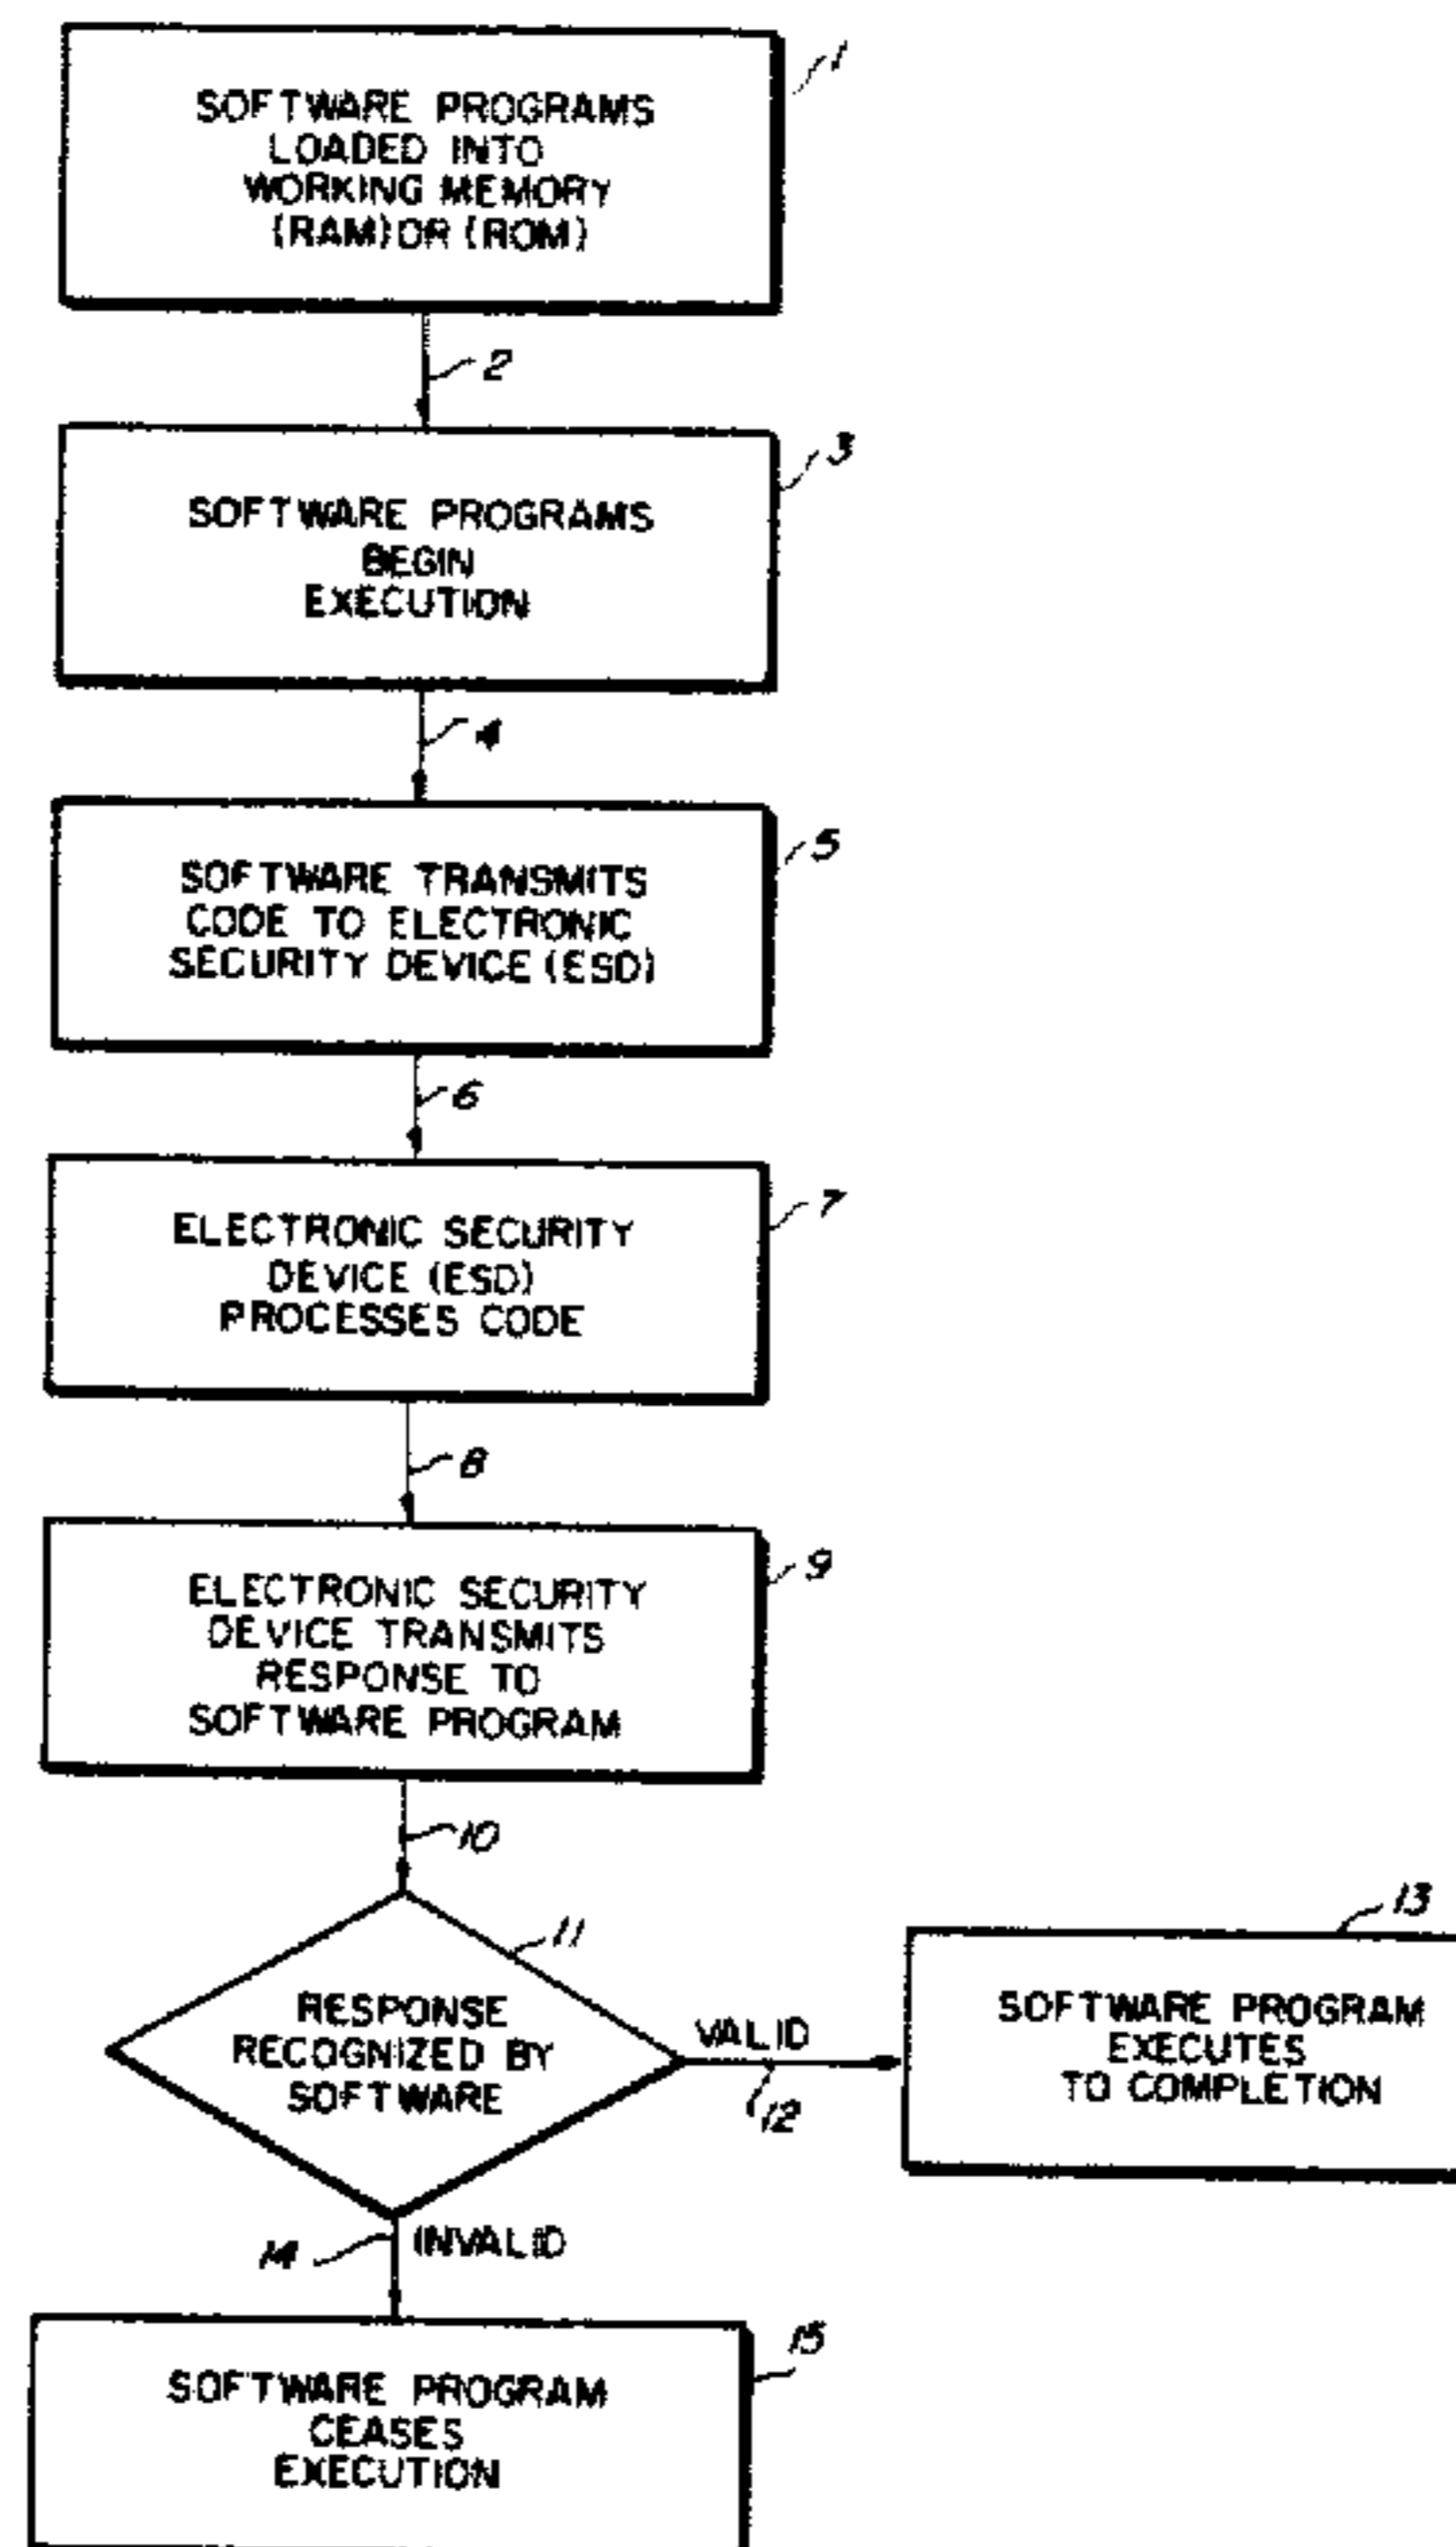 1
SOFTWARE PROGRAMS
LOADED INTO
WORKING MEMORY
(RAM) OR (ROM)
2
3
SOFTWARE PROGRAMS
BEGIN
EXECUTION
4
5
SOFTWARE TRANSMITS
CODE TO ELECTRONIC
SECURITY DEVICE (ESD)
6
7
ELECTRONIC SECURITY
DEVICE (ESD)
PROCESSES CODE
8
9
ELECTRONIC SECURITY
DEVICE TRANSMITS
RESPONSE TO
SOFTWARE PROGRAM
10
11
RESPONSE
RECOGNIZED BY
SOFTWARE
VALID
12
13
SOFTWARE PROGRAM
EXECUTES
TO COMPLETION
14
INVALID
15
SOFTWARE PROGRAM
CEASES
EXECUTION